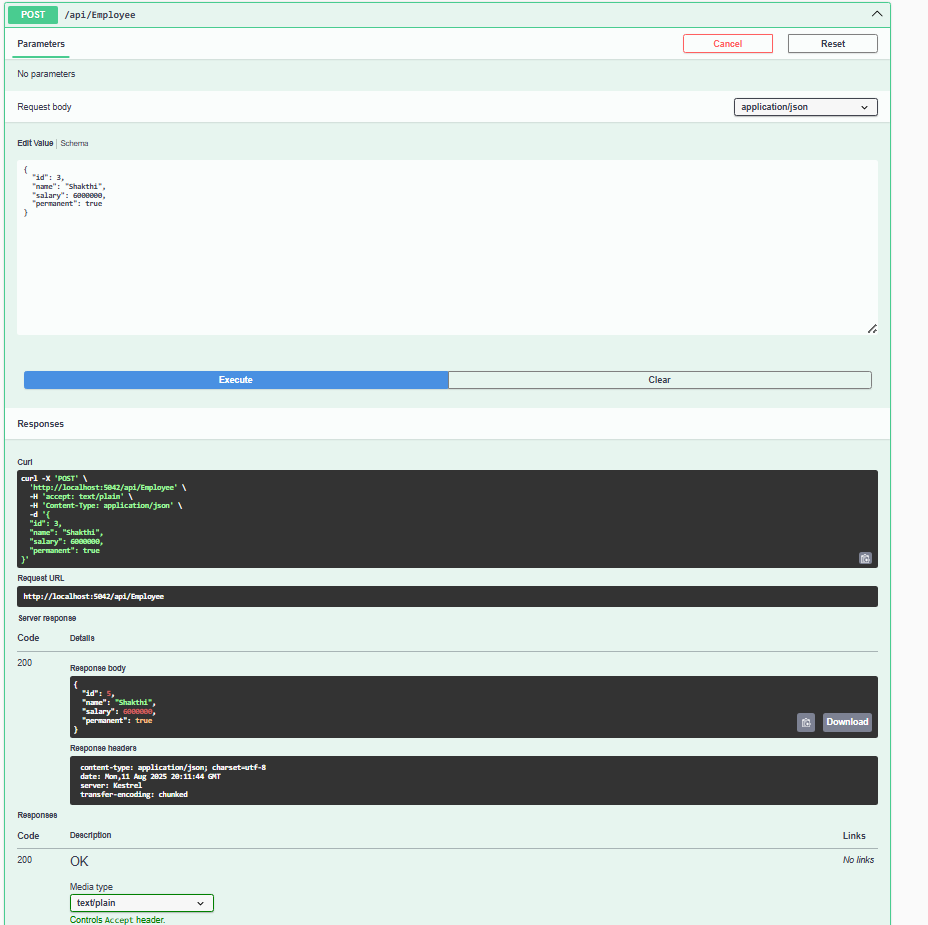 POST /api/Employee
Parameters
Cancel
Reset
No parameters
Request body
application/json
Edit Value | Schema
{
"id": 3,
"name": "Shakthi",
"salary": 6000000,
"permanent": true
}
Execute
Clear
Responses
Curl
curl -X 'POST' \
'http://localhost:5042/api/Employee' \
-H 'accept: text/plain' \
-H 'Content-Type: application/json' \
-d '{
"id": 3,
"name": "Shakthi",
"salary": 6000000,
"permanent": true
}'
Request URL
http://localhost:5042/api/Employee
Server response
Code Details
200
Response body
{
"id": 5,
"name": "Shakthi",
"salary": 6000000,
"permanent": true
}
Download
Response headers
content-type: application/json; charset=utf-8
date: Mon,11 Aug 2025 20:11:44 GMT
server: Kestrel
transfer-encoding: chunked
Responses
Code Description Links
200 OK No links
Media type
text/plain
Controls Accept header.